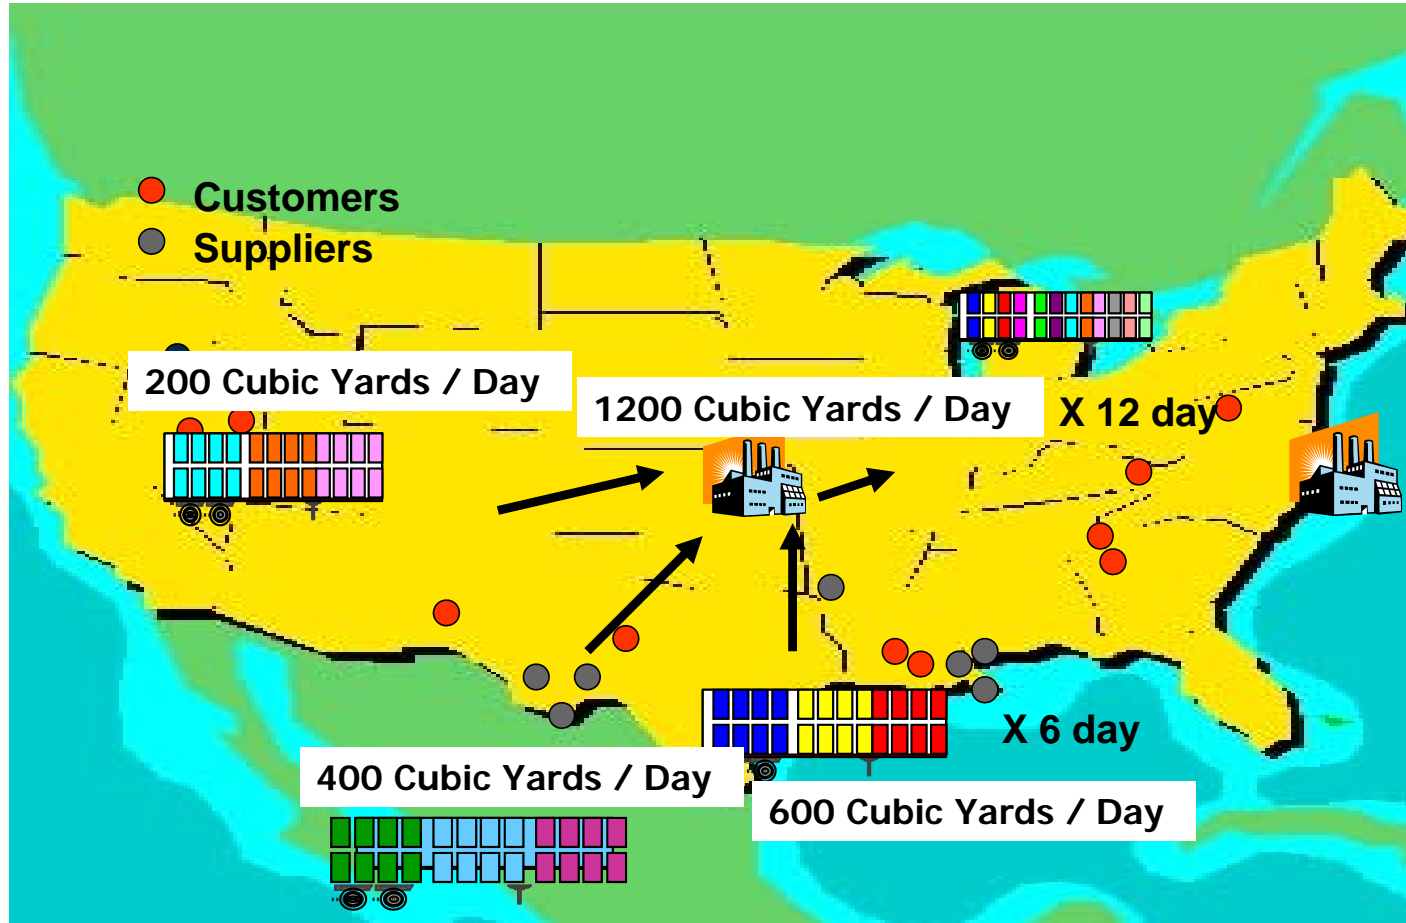 Customers
Suppliers
200 Cubic Yards / Day
1200 Cubic Yards / Day
X 12 day
X 6 day
400 Cubic Yards / Day
600 Cubic Yards / Day